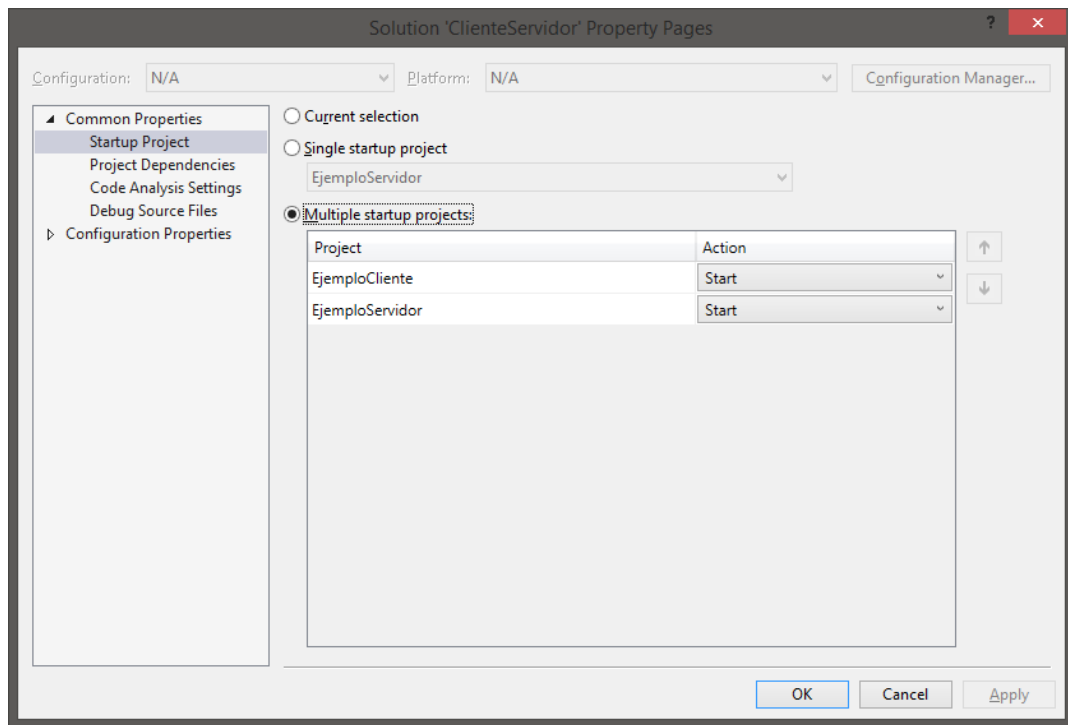 Solution 'ClienteServidor' Property Pages
?
Configuration: N/A Platform: N/A Configuration Manager...
Common Properties
Startup Project
Project Dependencies
Code Analysis Settings
Debug Source Files
Configuration Properties
Current selection
Single startup project
EjemploServidor
Multiple startup projects:
Project Action
EjemploCliente Start
EjemploServidor Start
OK Cancel Apply